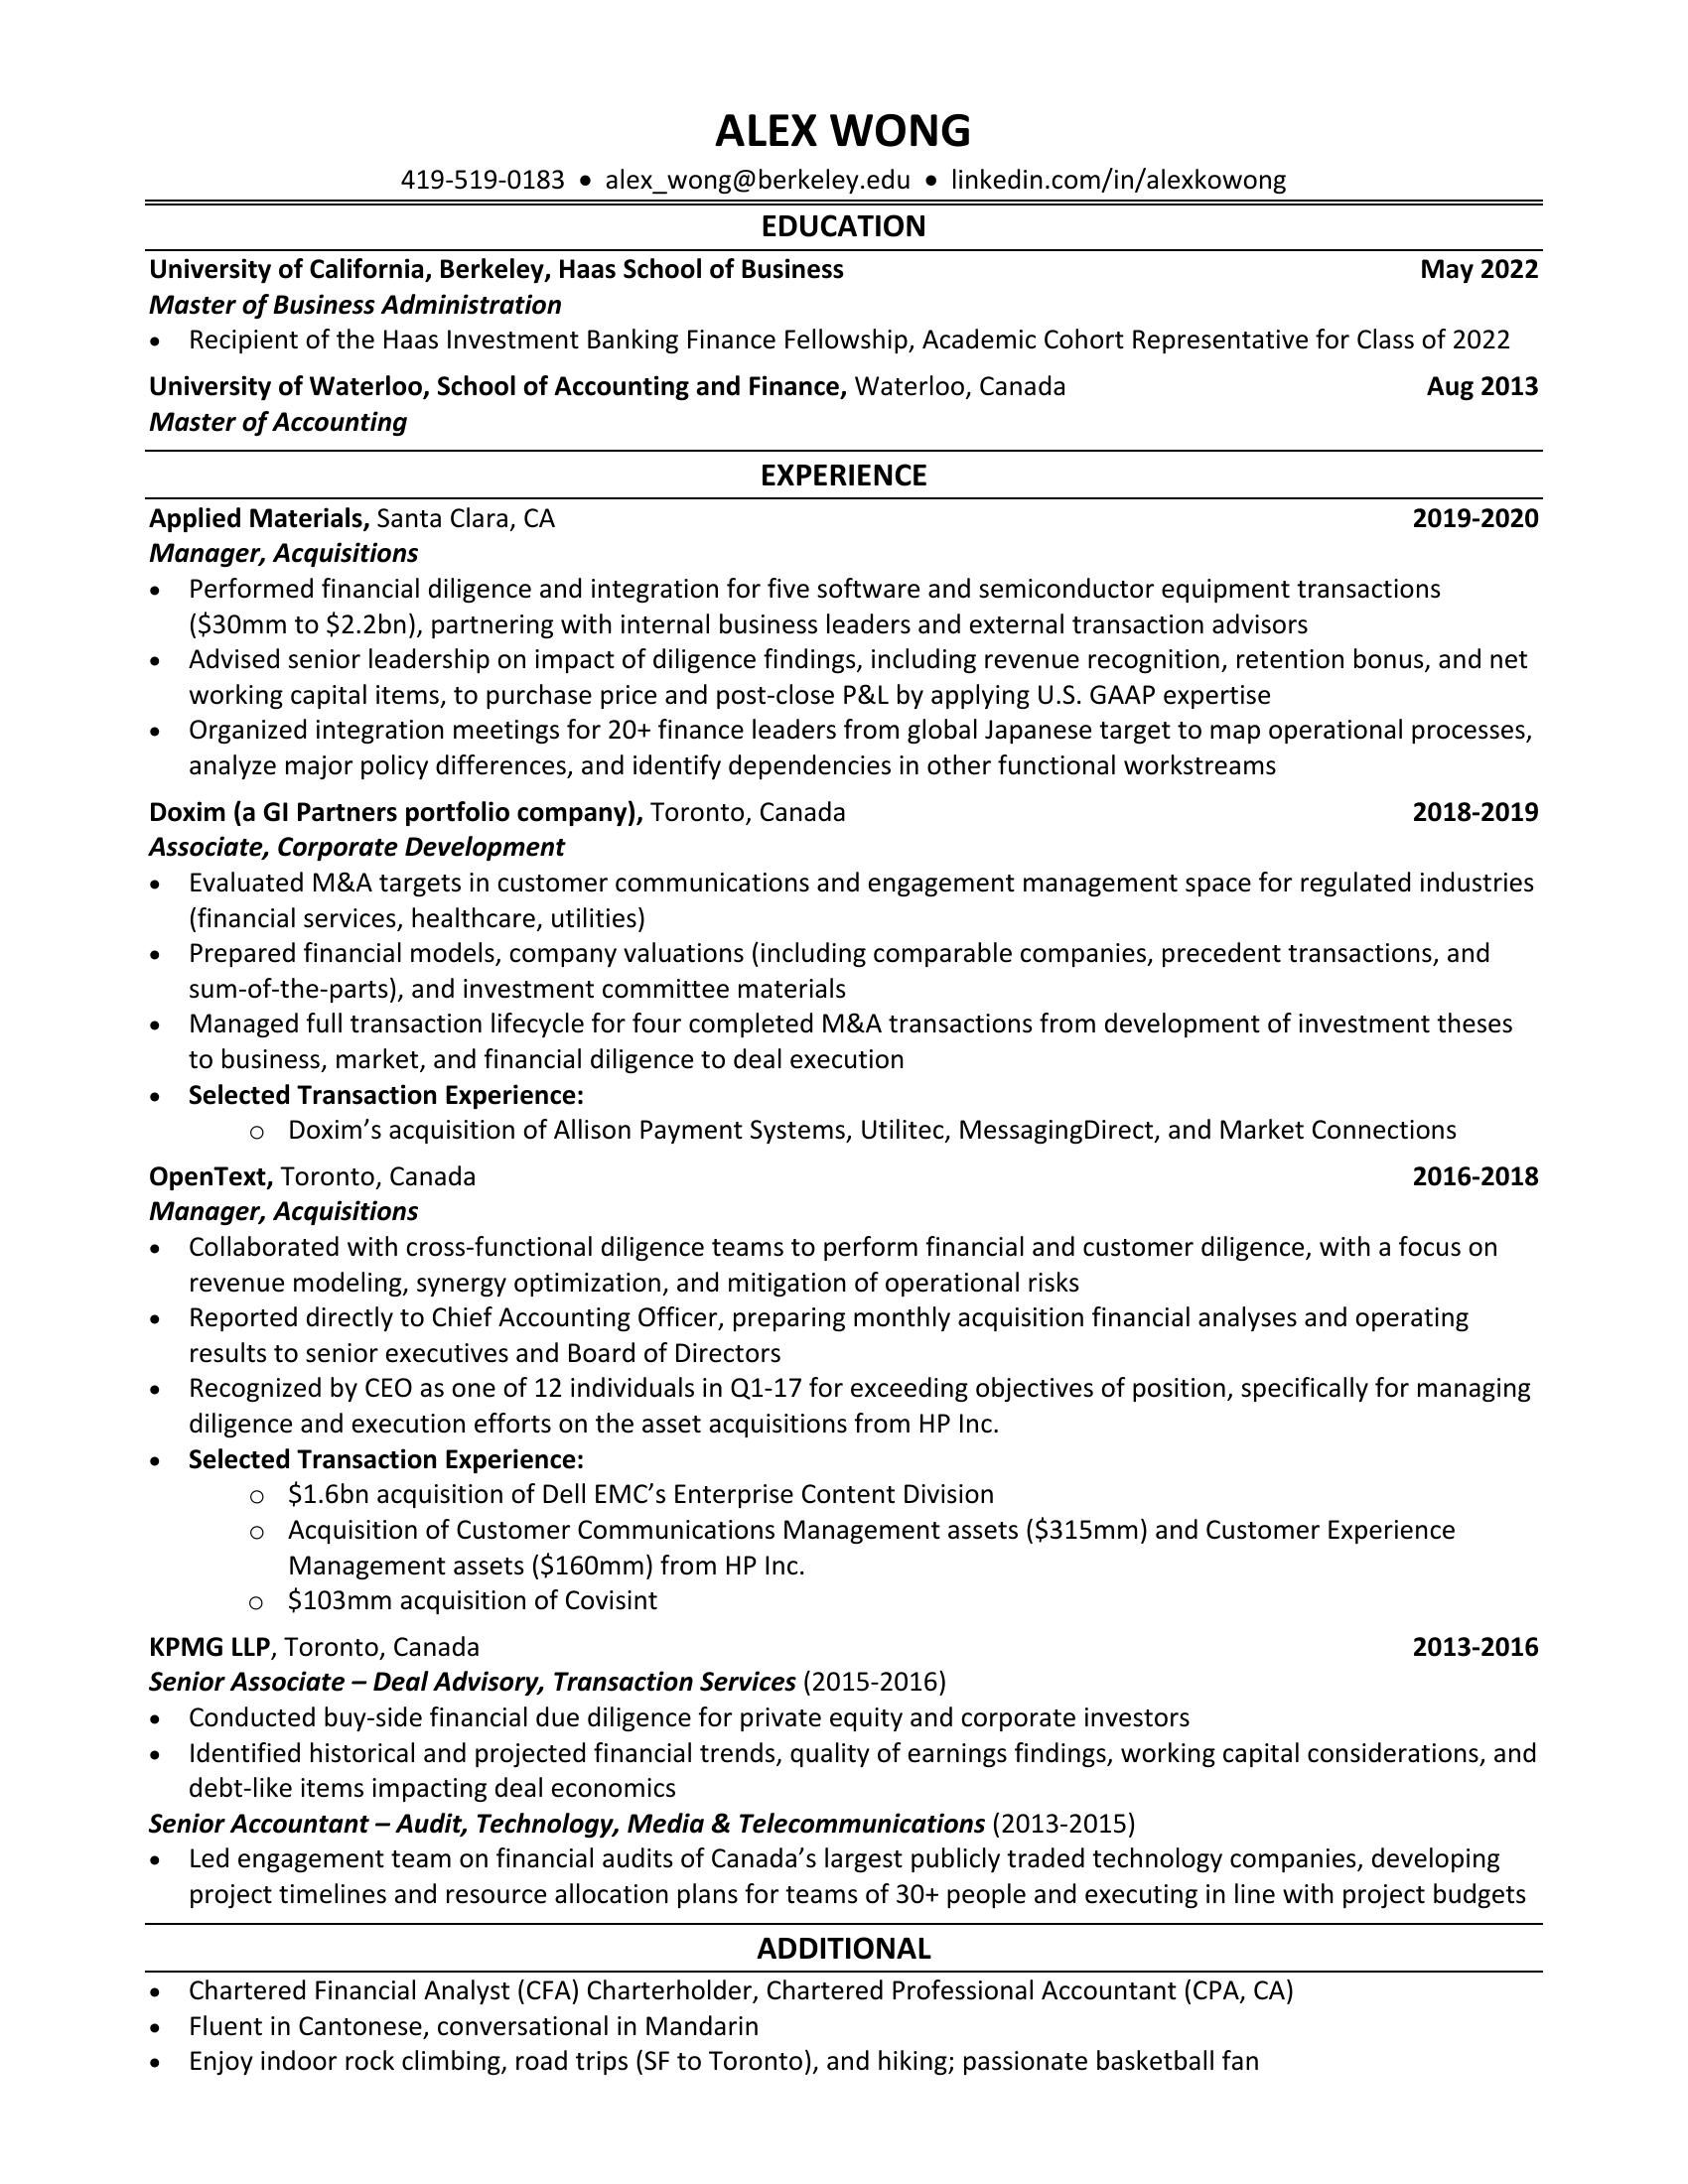 ALEX WONG
419-519-0183 ● alex_wong@berkeley.edu ● linkedin.com/in/alexkowong
EDUCATION
University of California, Berkeley, Haas School of Business May 2022
Master of Business Administration
• Recipient of the Haas Investment Banking Finance Fellowship, Academic Cohort Representative for Class of 2022
University of Waterloo, School of Accounting and Finance, Waterloo, Canada Aug 2013
Master of Accounting
EXPERIENCE
Applied Materials, Santa Clara, CA 2019-2020
Manager, Acquisitions
• Performed financial diligence and integration for five software and semiconductor equipment transactions
($30mm to $2.2bn), partnering with internal business leaders and external transaction advisors
• Advised senior leadership on impact of diligence findings, including revenue recognition, retention bonus, and net
working capital items, to purchase price and post-close P&L by applying U.S. GAAP expertise
• Organized integration meetings for 20+ finance leaders from global Japanese target to map operational processes,
analyze major policy differences, and identify dependencies in other functional workstreams
Doxim (a GI Partners portfolio company), Toronto, Canada 2018-2019
Associate, Corporate Development
• Evaluated M&A targets in customer communications and engagement management space for regulated industries
(financial services, healthcare, utilities)
• Prepared financial models, company valuations (including comparable companies, precedent transactions, and
sum-of-the-parts), and investment committee materials
• Managed full transaction lifecycle for four completed M&A transactions from development of investment theses
to business, market, and financial diligence to deal execution
• Selected Transaction Experience:
o Doxim’s acquisition of Allison Payment Systems, Utilitec, MessagingDirect, and Market Connections
OpenText, Toronto, Canada 2016-2018
Manager, Acquisitions
• Collaborated with cross-functional diligence teams to perform financial and customer diligence, with a focus on
revenue modeling, synergy optimization, and mitigation of operational risks
• Reported directly to Chief Accounting Officer, preparing monthly acquisition financial analyses and operating
results to senior executives and Board of Directors
• Recognized by CEO as one of 12 individuals in Q1-17 for exceeding objectives of position, specifically for managing
diligence and execution efforts on the asset acquisitions from HP Inc.
• Selected Transaction Experience:
o $1.6bn acquisition of Dell EMC’s Enterprise Content Division
o Acquisition of Customer Communications Management assets ($315mm) and Customer Experience
Management assets ($160mm) from HP Inc.
o $103mm acquisition of Covisint
KPMG LLP, Toronto, Canada 2013-2016
Senior Associate – Deal Advisory, Transaction Services (2015-2016)
• Conducted buy-side financial due diligence for private equity and corporate investors
• Identified historical and projected financial trends, quality of earnings findings, working capital considerations, and
debt-like items impacting deal economics
Senior Accountant – Audit, Technology, Media & Telecommunications (2013-2015)
• Led engagement team on financial audits of Canada’s largest publicly traded technology companies, developing
project timelines and resource allocation plans for teams of 30+ people and executing in line with project budgets
ADDITIONAL
• Chartered Financial Analyst (CFA) Charterholder, Chartered Professional Accountant (CPA, CA)
• Fluent in Cantonese, conversational in Mandarin
• Enjoy indoor rock climbing, road trips (SF to Toronto), and hiking; passionate basketball fan